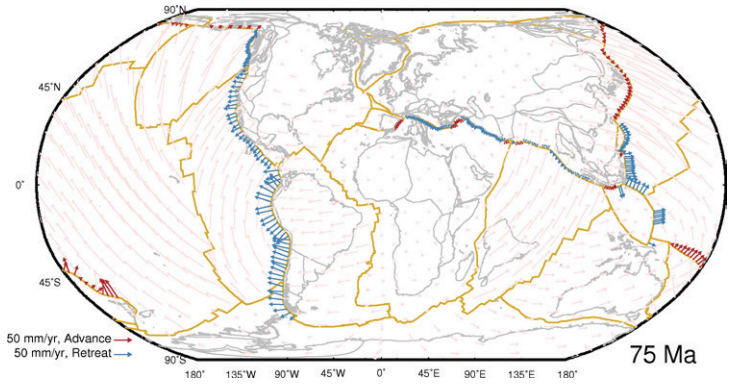 90˚N
45˚N
0˚
45˚S
50 mm/yr, Advance
50 mm/yr, Retreat
75 Ma
90˚S
180˚ 135˚W 90˚W 45˚W 0˚ 45˚E 90˚E 135˚E 180˚